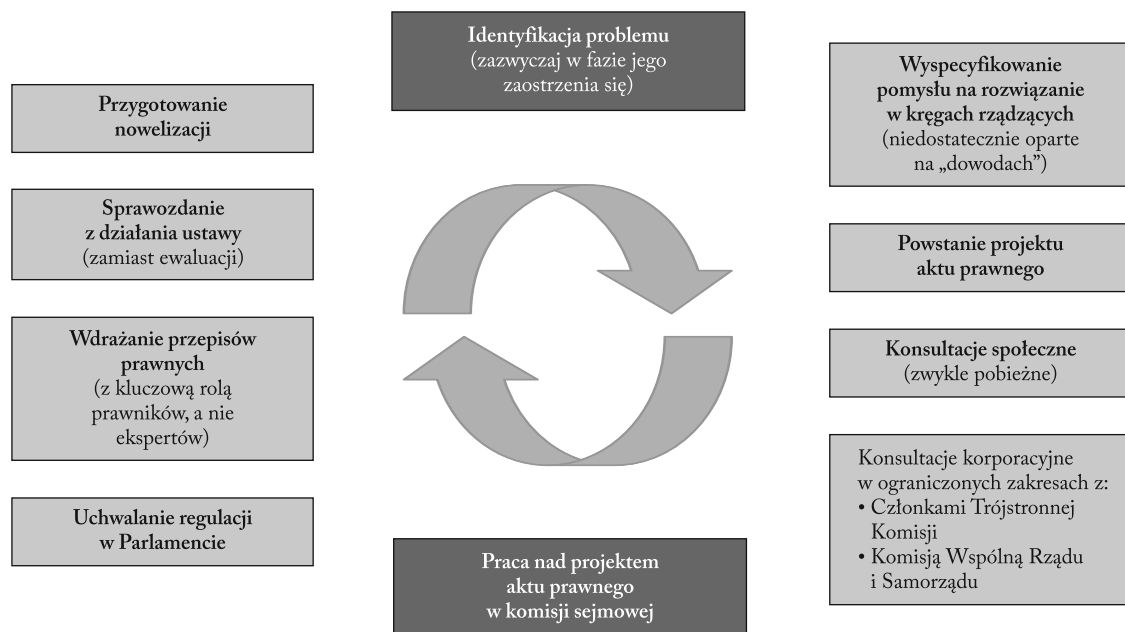 Identyfikacja problemu
(zazwyczaj w fazie jego
zaostrzenia się)
Wyspecyfikowanie
pomysłu na rozwiązanie
w kręgach rządzących
(niedostatecznie oparte
na „dowodach”)
Powstanie projektu
aktu prawnego
Konsultacje społeczne
(zwykle pobieżne)
Konsultacje korporacyjne
w ograniczonych zakresach z:
• Członkami Trójstronnej
Komisji
• Komisją Wspólną Rządu
i Samorządu
Praca nad projektem
aktu prawnego
w komisji sejmowej
Uchwalanie regulacji
w Parlamencie
Wdrażanie przepisów
prawnych
(z kluczową rolą
prawników, a nie
ekspertów)
Sprawozdanie
z działania ustawy
(zamiast ewaluacji)
Przygotowanie
nowelizacji